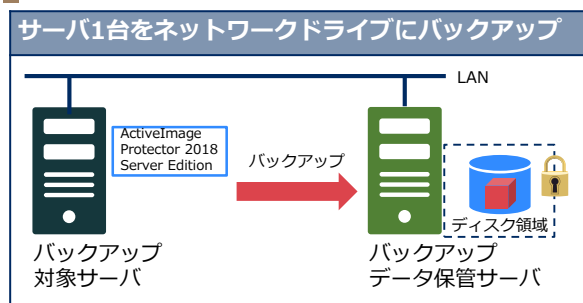 サーバ1台をネットワークドライブにバックアップ
LAN
ActiveImage
Protector 2018
Server Edition
バックアップ
ディスク領域
バックアップ
対象サーバ
バックアップ
データ保管サーバ